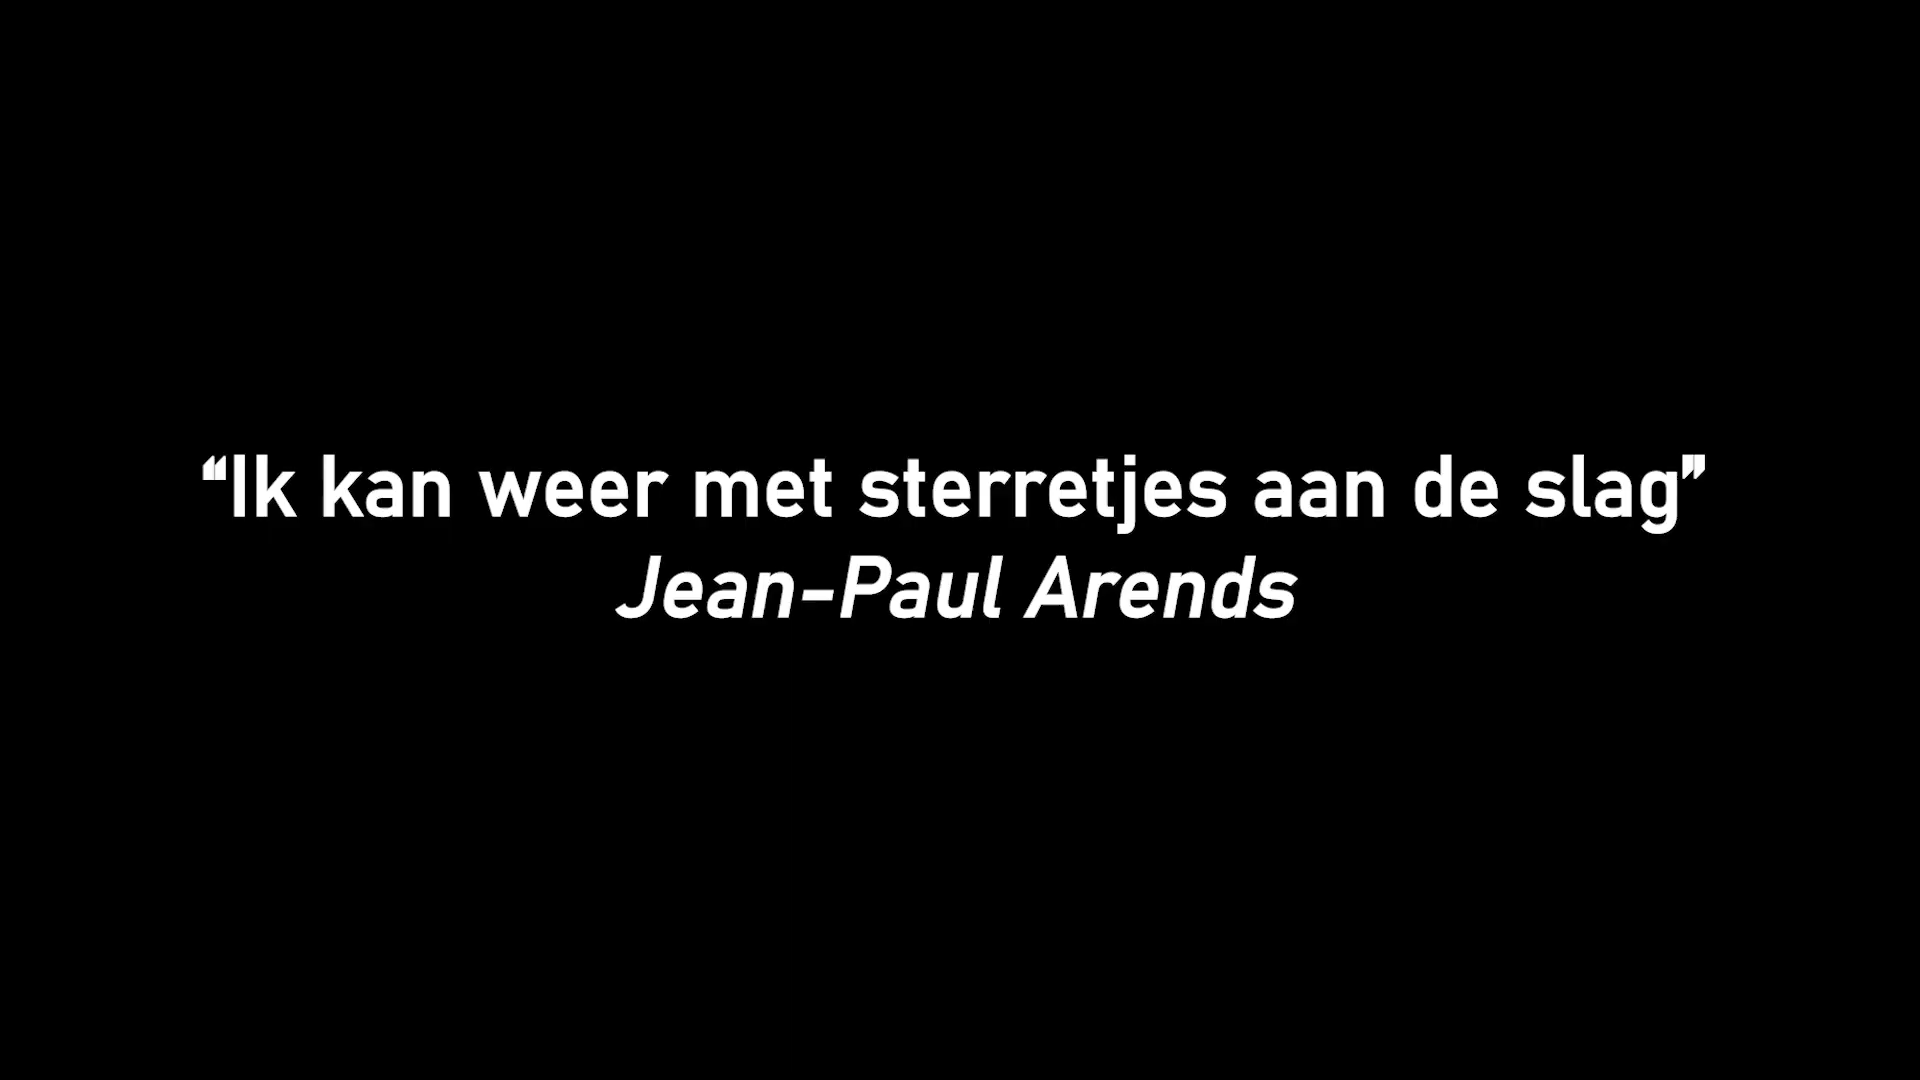 “Ik kan weer met sterretjes aan de slag”
Jean-Paul Arends